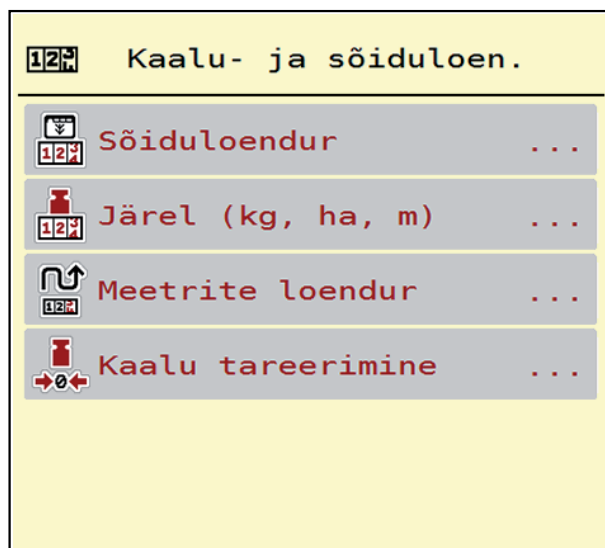 Kaalu- ja sõiduloen.
Sõiduloendur ...
Järel (kg, ha, m) ...
Meetrite loendur ...
Kaalu tareerimine ...